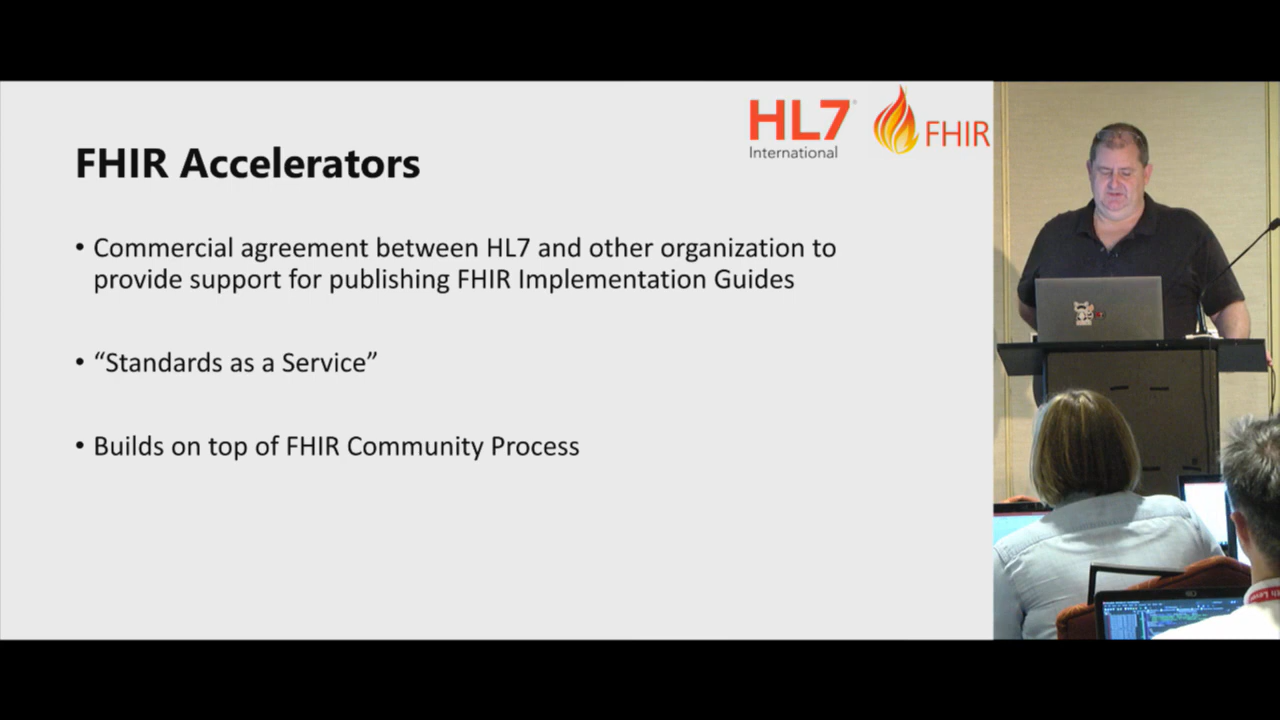 HL7
International
FHIR
FHIR Accelerators
• Commercial agreement between HL7 and other organization to
provide support for publishing FHIR Implementation Guides
• “Standards as a Service”
• Builds on top of FHIR Community Process